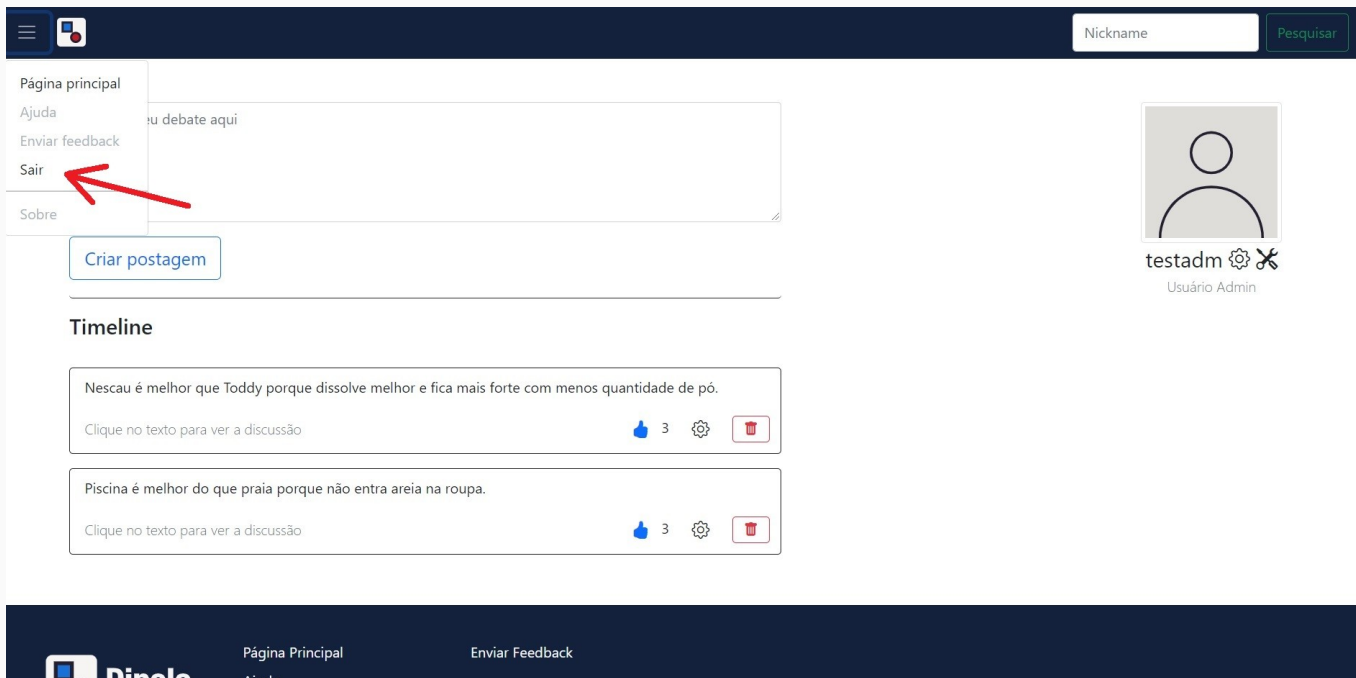 Nickname
Pesquisar
Página principal
Ajuda
Enviar feedback
Sair
Sobre
eu debate aqui
Criar postagem
testadm
Usuário Admin
Timeline
Nescau é melhor que Toddy porque dissolve melhor e fica mais forte com menos quantidade de pó.
Clique no texto para ver a discussão
3
Piscina é melhor do que praia porque não entra areia na roupa.
Clique no texto para ver a discussão
3
Página Principal
Enviar Feedback